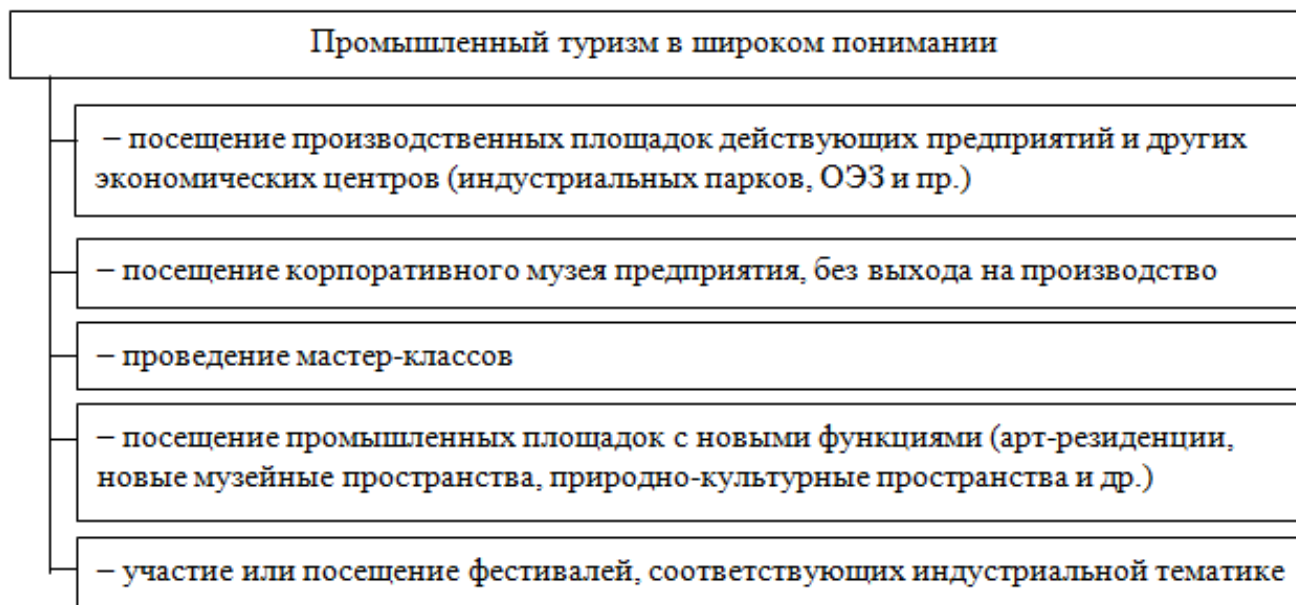 Промышленный туризм в широком понимании
– посещение производственных площадок действующих предприятий и других
экономических центров (индустриальных парков, ОЭЗ и пр.)
– посещение корпоративного музея предприятия, без выхода на производство
– проведение мастер-классов
– посещение промышленных площадок с новыми функциями (арт-резиденции,
новые музейные пространства, природно-культурные пространства и др.)
– участие или посещение фестивалей, соответствующих индустриальной тематике